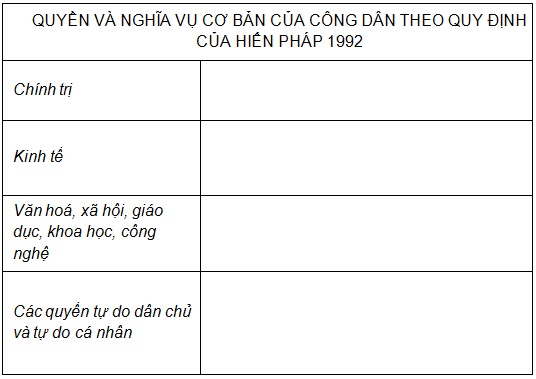 QUYỀN VÀ NGHĨA VỤ CƠ BẢN CỦA CÔNG DÂN THEO QUY ĐỊNH
CỦA HIẾN PHÁP 1992
Chính trị
Kinh tế
Văn hoá, xã hội, giáo
dục, khoa học, công
nghệ
Các quyền tự do dân chủ
và tự do cá nhân